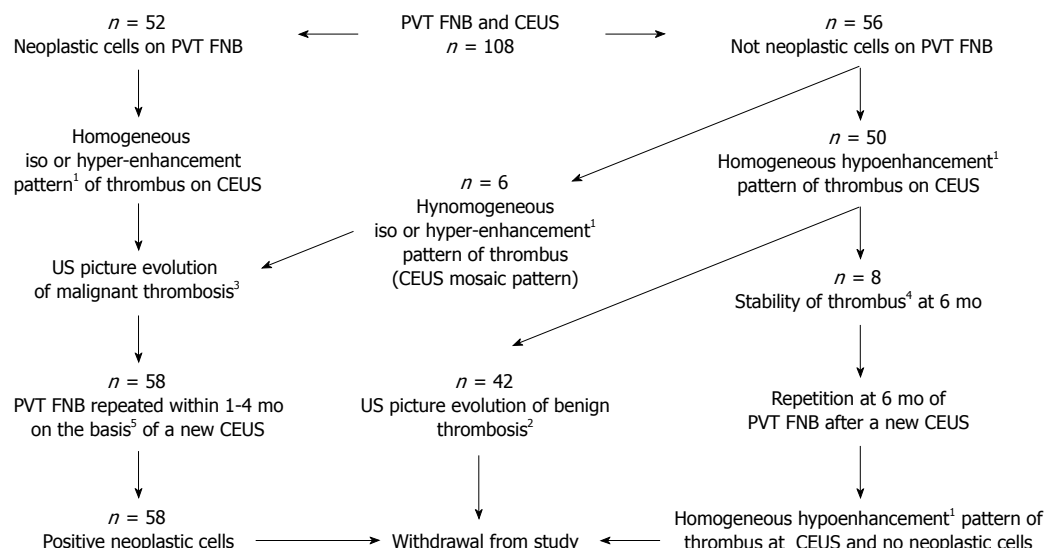 n = 52
Neoplastic cells on PVT FNB
PVT FNB and CEUS
n = 108
n = 56
Not neoplastic cells on PVT FNB
Homogeneous
iso or hyper-enhancement
pattern¹ of thrombus on CEUS
n = 6
Hynomogeneous
iso or hyper-enhancement¹
pattern of thrombus
(CEUS mosaic pattern)
n = 50
Homogeneous hypoenhancement¹
pattern of thrombus on CEUS
US picture evolution
of malignant thrombosis³
n = 8
Stability of thrombus⁴ at 6 mo
n = 58
PVT FNB repeated within 1-4 mo
on the basis⁵ of a new CEUS
n = 42
US picture evolution of benign
thrombosis²
Repetition at 6 mo of
PVT FNB after a new CEUS
n = 58
Positive neoplastic cells
Withdrawal from study
Homogeneous hypoenhancement¹ pattern of
thrombus at CEUS and no neoplastic cells